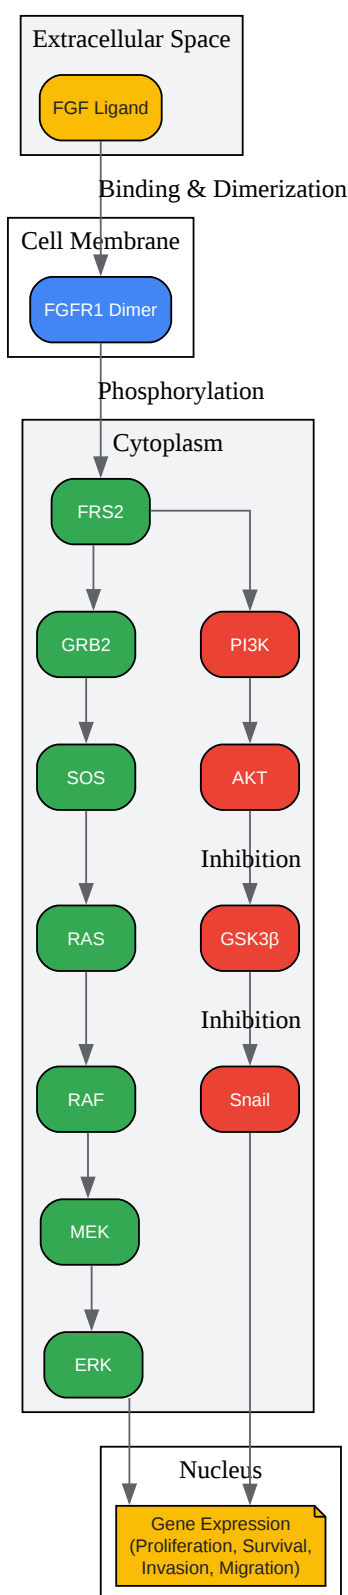 Extracellular Space
FGF Ligand
Binding & Dimerization
Cell Membrane
FGFR1 Dimer
Phosphorylation
Cytoplasm
FRS2
GRB2
PI3K
SOS
AKT
Inhibition
RAS
GSK3β
Inhibition
RAF
Snail
MEK
ERK
Nucleus
Gene Expression
(Proliferation, Survival,
Invasion, Migration)